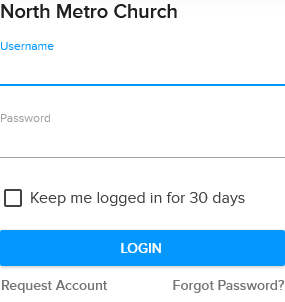 North Metro Church
Username
Password
Keep me logged in for 30 days
LOGIN
Request Account Forgot Password?